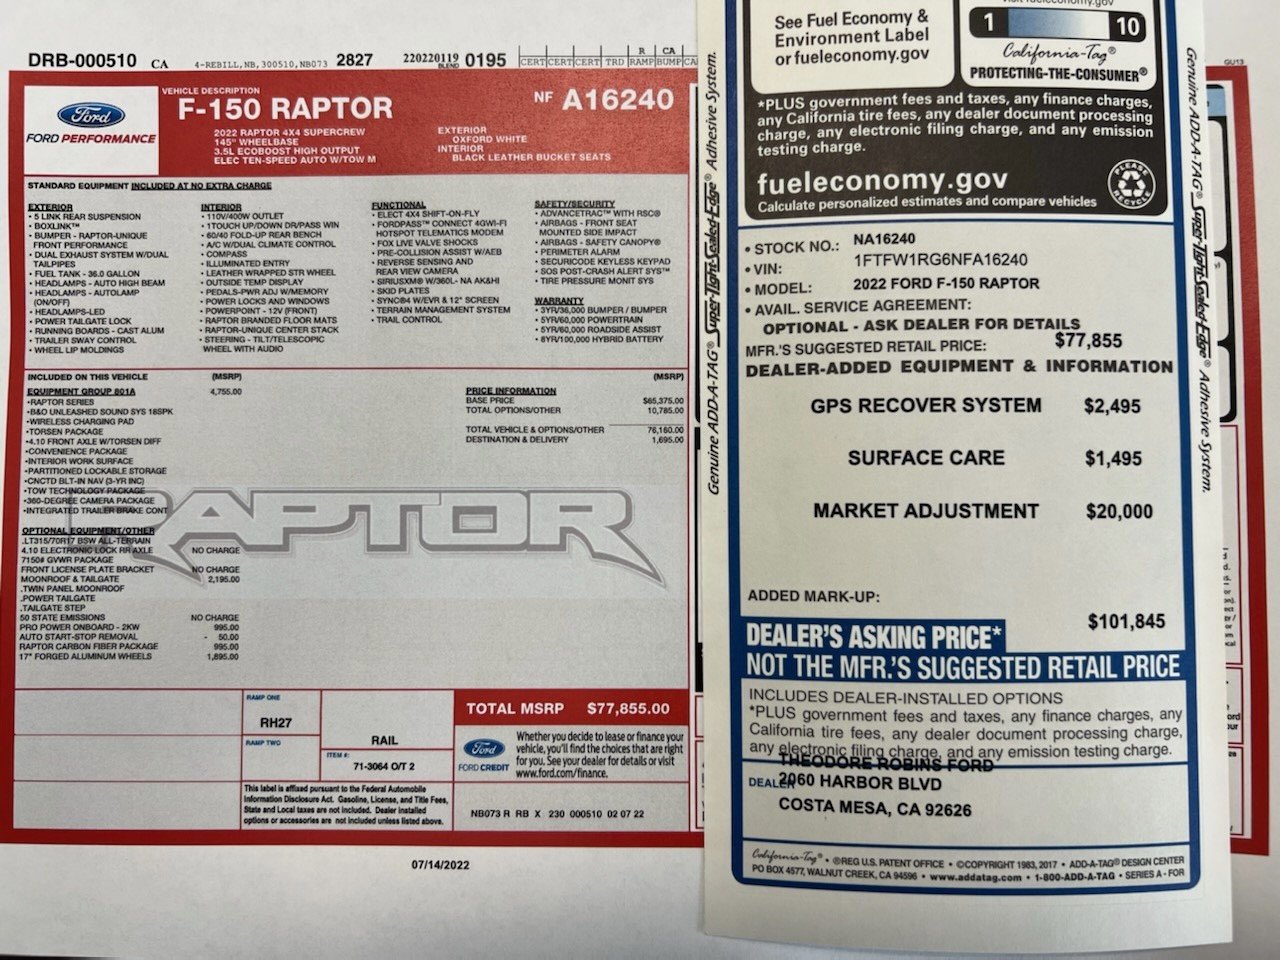 DRB-000510 CA 4-REBILL,NB,300510,NB073 2827 220220119 BLEND 0195
R CA
CERT CERT CERT TRD RAMP BUMP
GU13
Ford
FORD PERFORMANCE
VEHICLE DESCRIPTION
F-150 RAPTOR
2022 RAPTOR 4X4 SUPERCREW
145" WHEELBASE
3.5L ECOBOOST HIGH OUTPUT
ELEC TEN-SPEED AUTO W/TOW M
NF A16240
EXTERIOR
OXFORD WHITE
INTERIOR
BLACK LEATHER BUCKET SEATS
STANDARD EQUIPMENT INCLUDED AT NO EXTRA CHARGE
EXTERIOR
• 5 LINK REAR SUSPENSION
• BOXLINK™
• BUMPER - RAPTOR-UNIQUE
FRONT PERFORMANCE
• DUAL EXHAUST SYSTEM W/DUAL
TAILPIPES
• FUEL TANK - 36.0 GALLON
• HEADLAMPS - AUTO HIGH BEAM
• HEADLAMPS - AUTOLAMP
(ON/OFF)
• HEADLAMPS-LED
• POWER TAILGATE LOCK
• RUNNING BOARDS - CAST ALUM
• TRAILER SWAY CONTROL
• WHEEL LIP MOLDINGS
INTERIOR
• 110V/400W OUTLET
• 1TOUCH UP/DOWN DR/PASS WIN
• 60/40 FOLD-UP REAR BENCH
• A/C W/DUAL CLIMATE CONTROL
• COMPASS
• ILLUMINATED ENTRY
• LEATHER WRAPPED STR WHEEL
• OUTSIDE TEMP DISPLAY
• PEDALS-PWR ADJ W/MEMORY
• POWER LOCKS AND WINDOWS
• POWERPOINT - 12V (FRONT)
• RAPTOR BRANDED FLOOR MATS
• RAPTOR-UNIQUE CENTER STACK
• STEERING - TILT/TELESCOPIC
WHEEL WITH AUDIO
FUNCTIONAL
• ELECT 4X4 SHIFT-ON-FLY
• FORDPASS™ CONNECT 4GWI-FI
HOTSPOT TELEMATICS MODEM
• FOX LIVE VALVE SHOCKS
• PRE-COLLISION ASSIST W/AEB
• REVERSE SENSING AND
REAR VIEW CAMERA
• SIRIUSXM® W/360L- NA AK&HI
• SKID PLATES
• SYNC®4 W/EVR & 12" SCREEN
• TERRAIN MANAGEMENT SYSTEM
• TRAIL CONTROL
SAFETY/SECURITY
• ADVANCETRAC™ WITH RSC®
• AIRBAGS - FRONT SEAT
MOUNTED SIDE IMPACT
• AIRBAGS - SAFETY CANOPY®
• PERIMETER ALARM
• SECURICODE KEYLESS KEYPAD
• SOS POST-CRASH ALERT SYS™
• TIRE PRESSURE MONIT SYS
WARRANTY
• 3YR/36,000 BUMPER / BUMPER
• 5YR/60,000 POWERTRAIN
• 5YR/60,000 ROADSIDE ASSIST
• 8YR/100,000 HYBRID BATTERY
INCLUDED ON THIS VEHICLE (MSRP)
EQUIPMENT GROUP 801A 4,755.00
•RAPTOR SERIES
•B&O UNLEASHED SOUND SYS 18SPK
•WIRELESS CHARGING PAD
•TORSEN PACKAGE
•4.10 FRONT AXLE W/TORSEN DIFF
•CONVENIENCE PACKAGE
•INTERIOR WORK SURFACE
•PARTITIONED LOCKABLE STORAGE
•CNCTD BLT-IN NAV (3-YR INC)
•TOW TECHNOLOGY PACKAGE
•360-DEGREE CAMERA PACKAGE
•INTEGRATED TRAILER BRAKE CONT
OPTIONAL EQUIPMENT/OTHER
.LT315/70R17 BSW ALL-TERRAIN
4.10 ELECTRONIC LOCK RR AXLE NO CHARGE
7150# GVWR PACKAGE
FRONT LICENSE PLATE BRACKET NO CHARGE
MOONROOF & TAILGATE 2,195.00
.TWIN PANEL MOONROOF
.POWER TAILGATE
.TAILGATE STEP
50 STATE EMISSIONS NO CHARGE
PRO POWER ONBOARD - 2KW 995.00
AUTO START-STOP REMOVAL - 50.00
RAPTOR CARBON FIBER PACKAGE 995.00
17" FORGED ALUMINUM WHEELS 1,895.00
(MSRP)
PRICE INFORMATION
BASE PRICE $65,375.00
TOTAL OPTIONS/OTHER 10,785.00
TOTAL VEHICLE & OPTIONS/OTHER 76,160.00
DESTINATION & DELIVERY 1,695.00
RAPTOR
RAMP ONE
RH27
RAMP TWO
RAIL
ITEM #:
71-3064 O/T 2
TOTAL MSRP $77,855.00
Ford
FORD CREDIT
Whether you decide to lease or finance your
vehicle, you'll find the choices that are right
for you. See your dealer for details or visit
www.ford.com/finance.
This label is affixed pursuant to the Federal Automobile
Information Disclosure Act. Gasoline, License, and Title Fees,
State and Local taxes are not included. Dealer installed
options or accessories are not included unless listed above.
NB073 R RB X 230 000510 02 07 22
07/14/2022
See Fuel Economy &
Environment Label
or fueleconomy.gov
visit fueleconomy.gov
1 10
California-Tag®
PROTECTING-THE-CONSUMER®
*PLUS government fees and taxes, any finance charges,
any California tire fees, any dealer document processing
charge, any electronic filing charge, and any emission
testing charge.
fueleconomy.gov
Calculate personalized estimates and compare vehicles
PLEASE
RECYCLE
Genuine ADD-A-TAG® Super-Tight-Sealed-Edge® Adhesive System.
Genuine ADD-A-TAG® Super-Tight-Sealed-Edge® Adhesive System.
• STOCK NO.: NA16240
• VIN: 1FTFW1RG6NFA16240
• MODEL: 2022 FORD F-150 RAPTOR
• AVAIL. SERVICE AGREEMENT:
OPTIONAL - ASK DEALER FOR DETAILS
MFR.'S SUGGESTED RETAIL PRICE: $77,855
DEALER-ADDED EQUIPMENT & INFORMATION
GPS RECOVER SYSTEM $2,495
SURFACE CARE $1,495
MARKET ADJUSTMENT $20,000
ADDED MARK-UP:
DEALER'S ASKING PRICE* $101,845
NOT THE MFR.'S SUGGESTED RETAIL PRICE
INCLUDES DEALER-INSTALLED OPTIONS
*PLUS government fees and taxes, any finance charges, any
California tire fees, any dealer document processing charge,
any electronic filing charge, and any emission testing charge.
THEODORE ROBINS FORD
DEALER 2060 HARBOR BLVD
COSTA MESA, CA 92626
California-Tag® • ®REG U.S. PATENT OFFICE • ©COPYRIGHT 1983, 2017 • ADD-A-TAG® DESIGN CENTER
PO BOX 4577, WALNUT CREEK, CA 94596 • www.addatag.com • 1-800-ADD-A-TAG • SERIES A - FOR